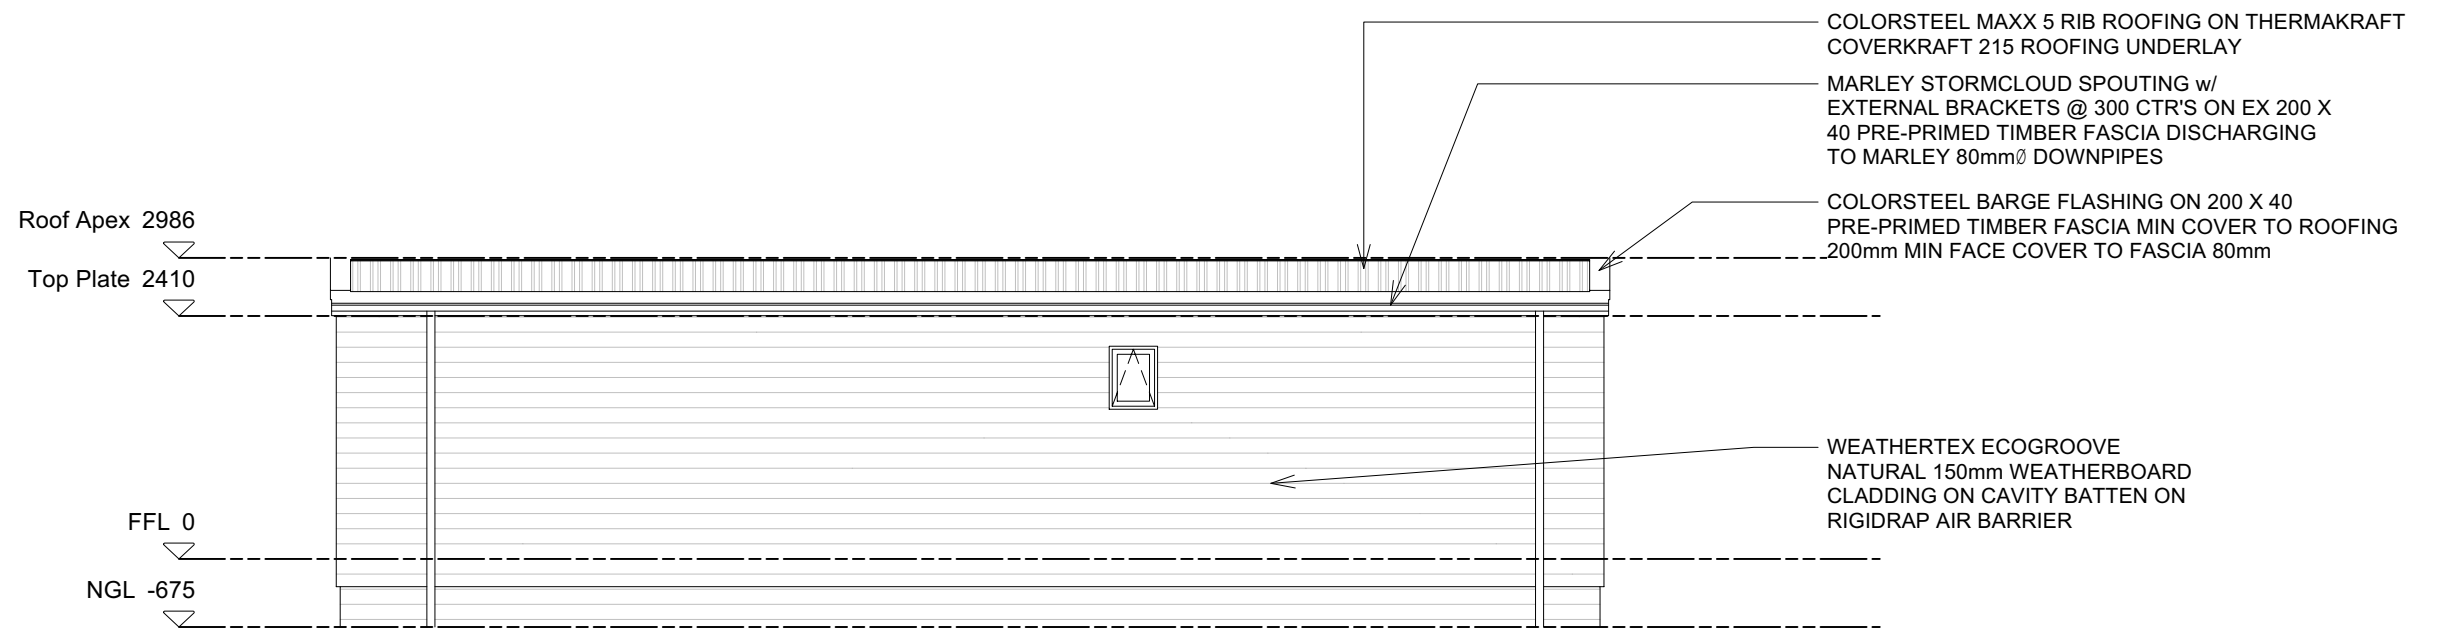 COLORSTEEL MAXX 5 RIB ROOFING ON THERMAKRAFT
COVERKRAFT 215 ROOFING UNDERLAY
MARLEY STORMCLOUD SPOUTING w/
EXTERNAL BRACKETS @ 300 CTR'S ON EX 200 X
40 PRE-PRIMED TIMBER FASCIA DISCHARGING
TO MARLEY 80mmØ DOWNPIPES
COLORSTEEL BARGE FLASHING ON 200 X 40
PRE-PRIMED TIMBER FASCIA MIN COVER TO ROOFING
200mm MIN FACE COVER TO FASCIA 80mm
Roof Apex 2986
Top Plate 2410
WEATHERTEX ECOGROOVE
NATURAL 150mm WEATHERBOARD
CLADDING ON CAVITY BATTEN ON
RIGIDRAP AIR BARRIER
FFL 0
NGL -675